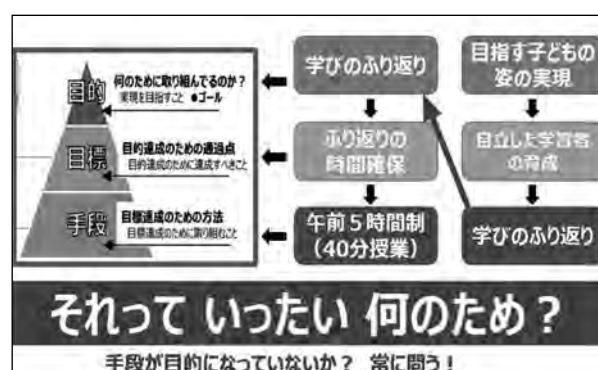 目的
何のために取り組んでるのか？
実現を目指すこと ●ゴール
目標
目的達成のための通過点
目的達成のために達成すべきこと
手段
目標達成のための方法
目標達成のために取り組むこと
学びのふり返り
ふり返りの
時間確保
午前５時間制
（40分授業）
目指す子どもの
姿の実現
自立した学習者
の育成
学びのふり返り
それって いったい 何のため？
手段が目的になっていないか？ 常に問う！